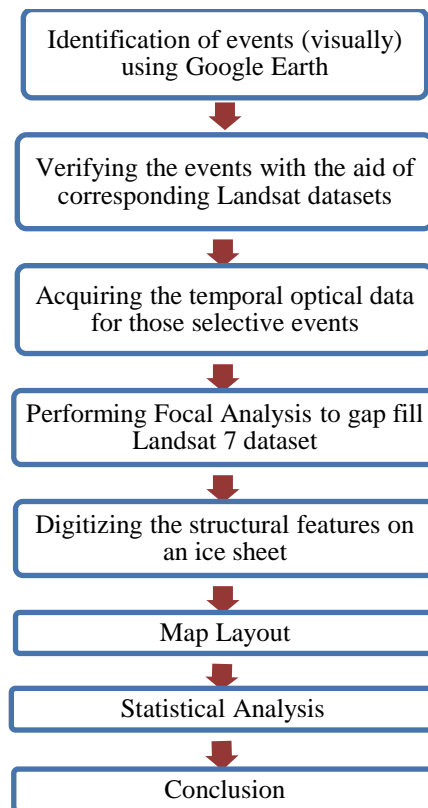 Identification of events (visually)
using Google Earth
Verifying the events with the aid of
corresponding Landsat datasets
Acquiring the temporal optical data
for those selective events
Performing Focal Analysis to gap fill
Landsat 7 dataset
Digitizing the structural features on
an ice sheet
Map Layout
Statistical Analysis
Conclusion